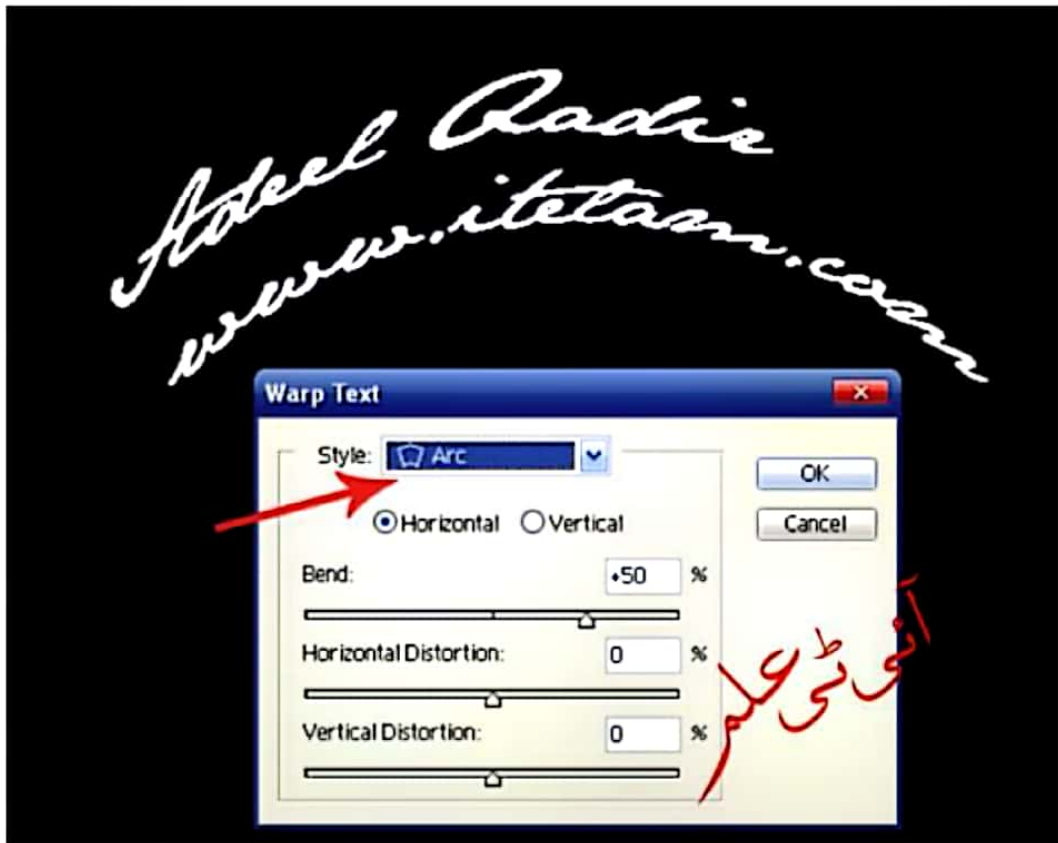 Adeel Qadir
www.itelam.com
Warp Text
Style: Arc
Horizontal Vertical
Bend: +50 %
Horizontal Distortion: 0 %
Vertical Distortion: 0 %
OK
Cancel
آئی ٹی علم